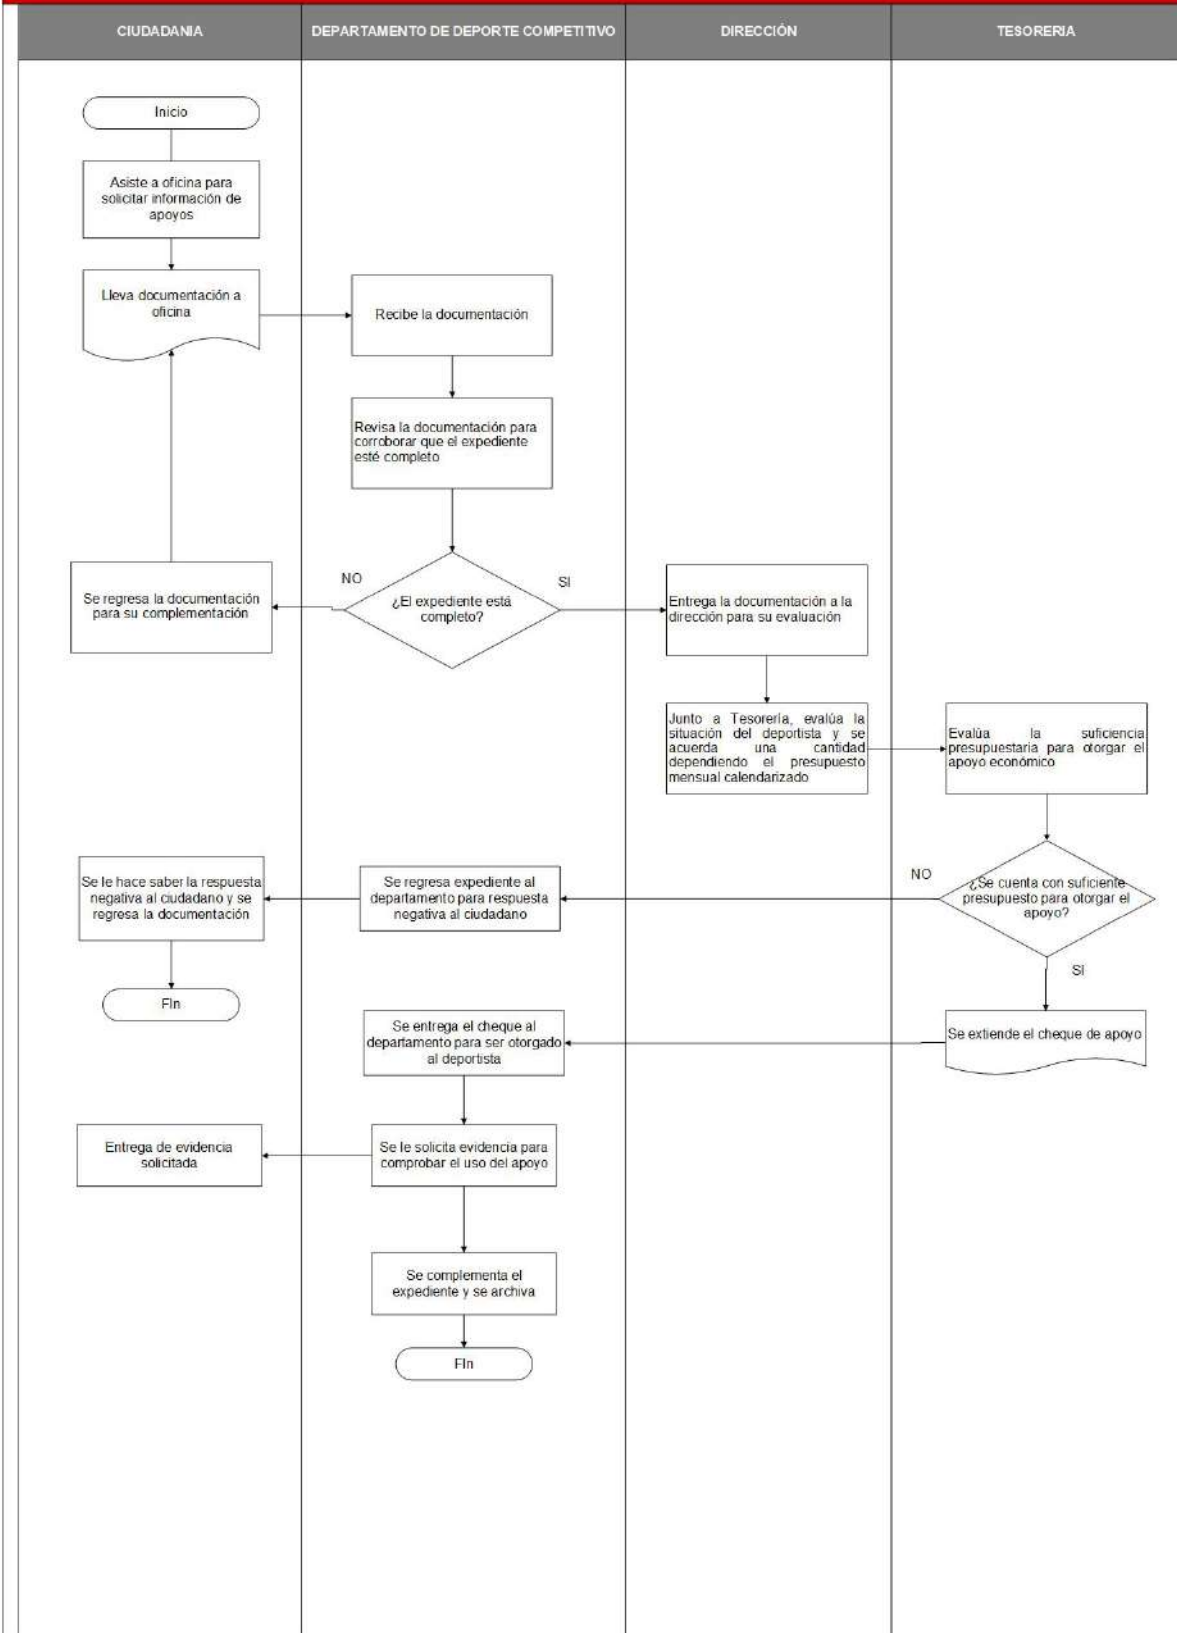 CIUDADANIA
DEPARTAMENTO DE DEPORTE COMPETITIVO
DIRECCIÓN
TESORERIA
Inicio
Asiste a oficina para
solicitar información de
apoyos
Lleva documentación a
oficina
Recibe la documentación
Revisa la documentación para
corroborar que el expediente
esté completo
NO
¿El expediente está
completo?
SI
Se regresa la documentación
para su complementación
Entrega la documentación a la
dirección para su evaluación
Junto a Tesorería, evalúa la
situación del deportista y se
acuerda una cantidad
dependiendo el presupuesto
mensual calendarizado
Evalúa la suficiencia
presupuestaria para otorgar el
apoyo económico
NO
¿Se cuenta con suficiente
presupuesto para otorgar el
apoyo?
SI
Se regresa expediente al
departamento para respuesta
negativa al ciudadano
Se le hace saber la respuesta
negativa al ciudadano y se
regresa la documentación
Fin
Se extiende el cheque de apoyo
Se entrega el cheque al
departamento para ser otorgado
al deportista
Se le solicita evidencia para
comprobar el uso del apoyo
Entrega de evidencia
solicitada
Se complementa el
expediente y se archiva
Fin